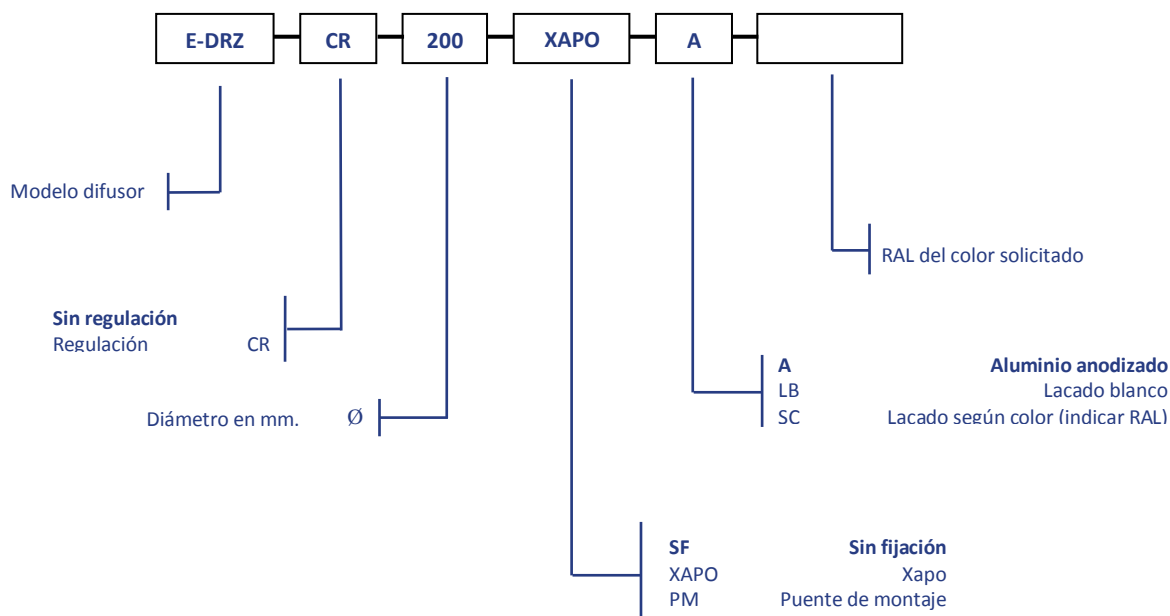 E-DRZ CR 200 XAPO A
Modelo difusor
RAL del color solicitado
Sin regulación
Regulación CR
A Aluminio anodizado
LB Lacado blanco
SC Lacado según color (indicar RAL)
Diámetro en mm. Ø
SF Sin fijación
XAPO Xapo
PM Puente de montaje